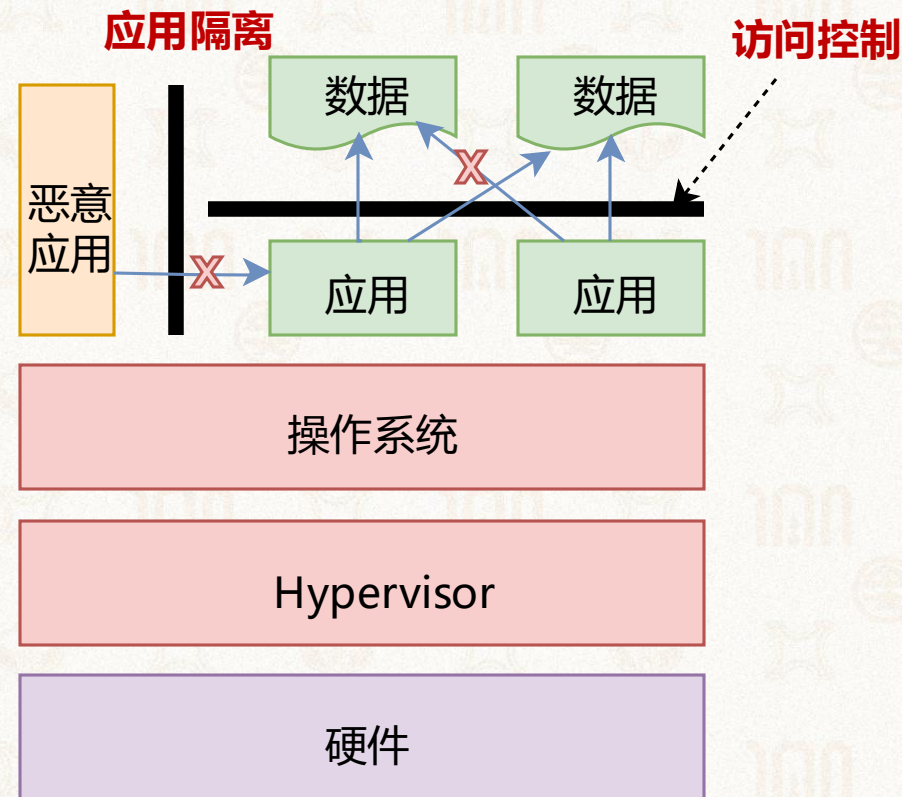 应用隔离
访问控制
数据
数据
恶意
应用
X
X
应用
应用
操作系统
Hypervisor
硬件